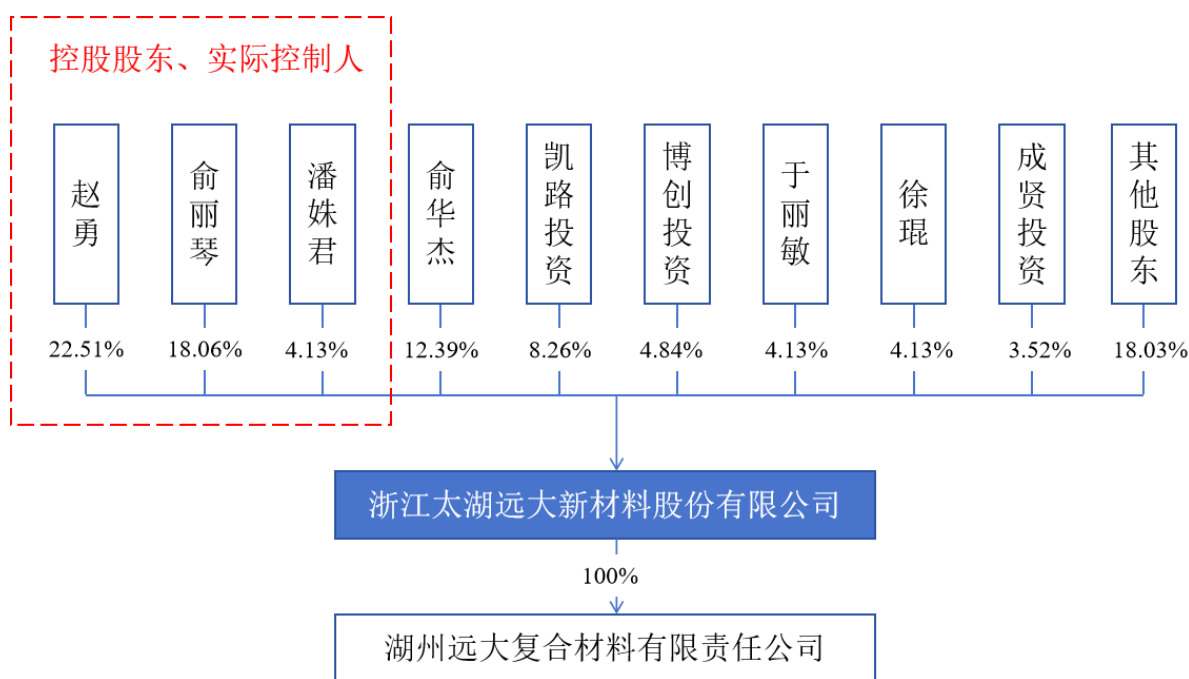 控股股东、实际控制人
赵勇
俞丽琴
潘姝君
俞华杰
凯路投资
博创投资
于丽敏
徐琨
成贤投资
其他股东
22.51%
18.06%
4.13%
12.39%
8.26%
4.84%
4.13%
4.13%
3.52%
18.03%
浙江太湖远大新材料股份有限公司
100%
湖州远大复合材料有限责任公司